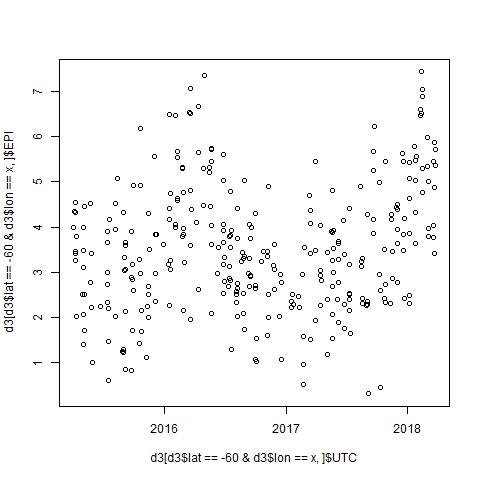 7
6
5
4
3
2
1
d3[d3$lat == -60 & d3$lon == x, ]$EPI
2016 2017 2018
d3[d3$lat == -60 & d3$lon == x, ]$UTC